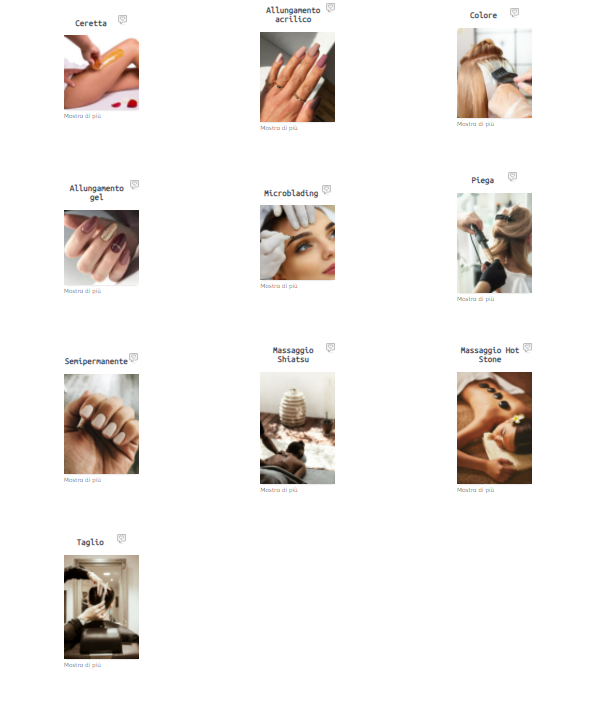 Ceretta
Mostra di più
Allungamento
acrilico
Mostra di più
Colore
Mostra di più
Allungamento
gel
Mostra di più
Microblading
Mostra di più
Piega
Mostra di più
Semipermanente
Mostra di più
Massaggio
Shiatsu
Mostra di più
Massaggio Hot
Stone
Mostra di più
Taglio
Mostra di più